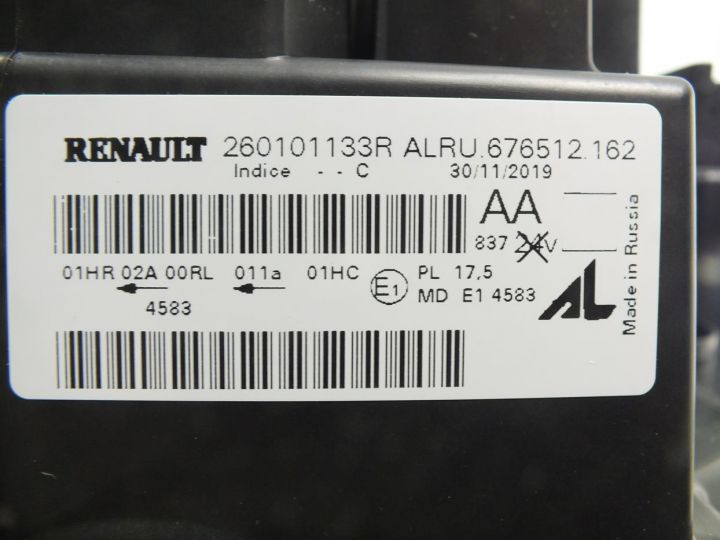 RENAULT 260101133R ALRU.676512.162
Indice - - C 30/11/2019
AA
837 24V
01HR 02A 00RL 011a 01HC E1 PL 17,5
4583 MD E1 4583
AL
Made in Russia